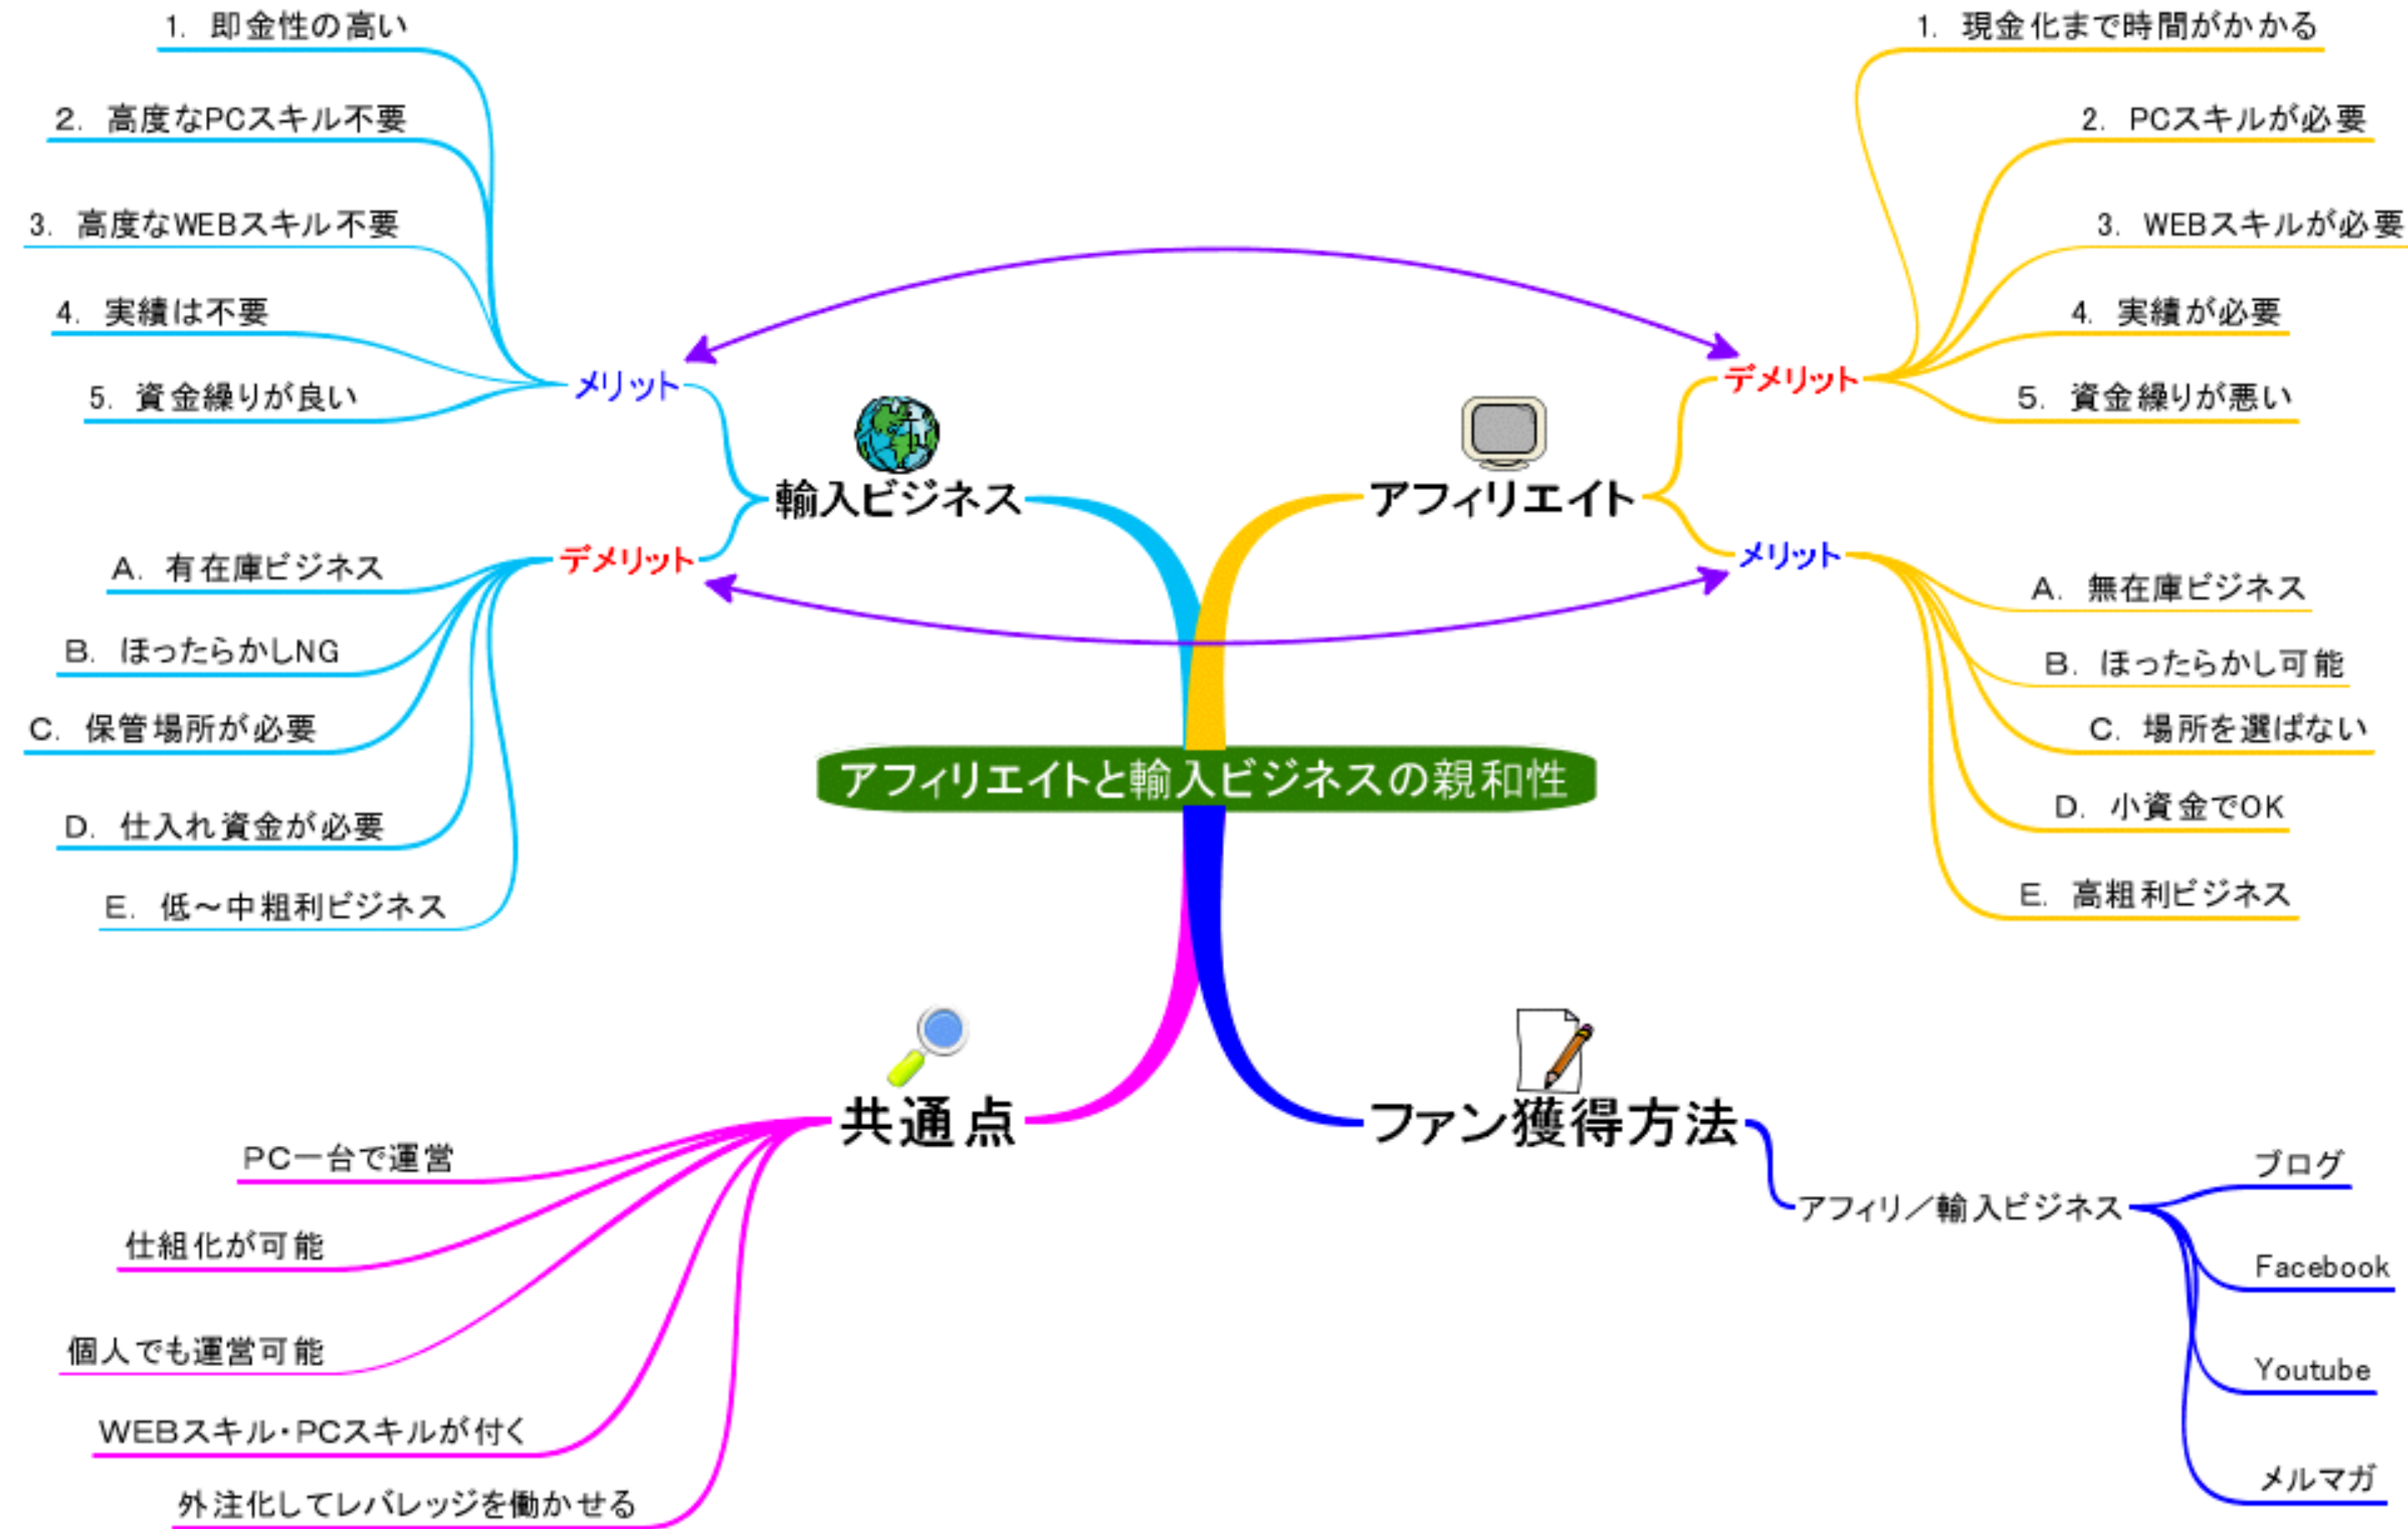 1. 即金性の高い
2. 高度なPCスキル不要
3. 高度なWEBスキル不要
4. 実績は不要
5. 資金繰りが良い
メリット
輸入ビジネス
デメリット
A. 有在庫ビジネス
B. ほったらかしNG
C. 保管場所が必要
D. 仕入れ資金が必要
E. 低～中粗利ビジネス
1. 現金化まで時間がかかる
2. PCスキルが必要
3. WEBスキルが必要
4. 実績が必要
5. 資金繰りが悪い
デメリット
アフィリエイト
メリット
A. 無在庫ビジネス
B. ほったらかし可能
C. 場所を選ばない
D. 小資金でOK
E. 高粗利ビジネス
アフィリエイトと輸入ビジネスの親和性
共通点
PC一台で運営
仕組化が可能
個人でも運営可能
WEBスキル・PCスキルが付く
外注化してレバレッジを働かせる
ファン獲得方法
アフィリ／輸入ビジネス
ブログ
Facebook
Youtube
メルマガ